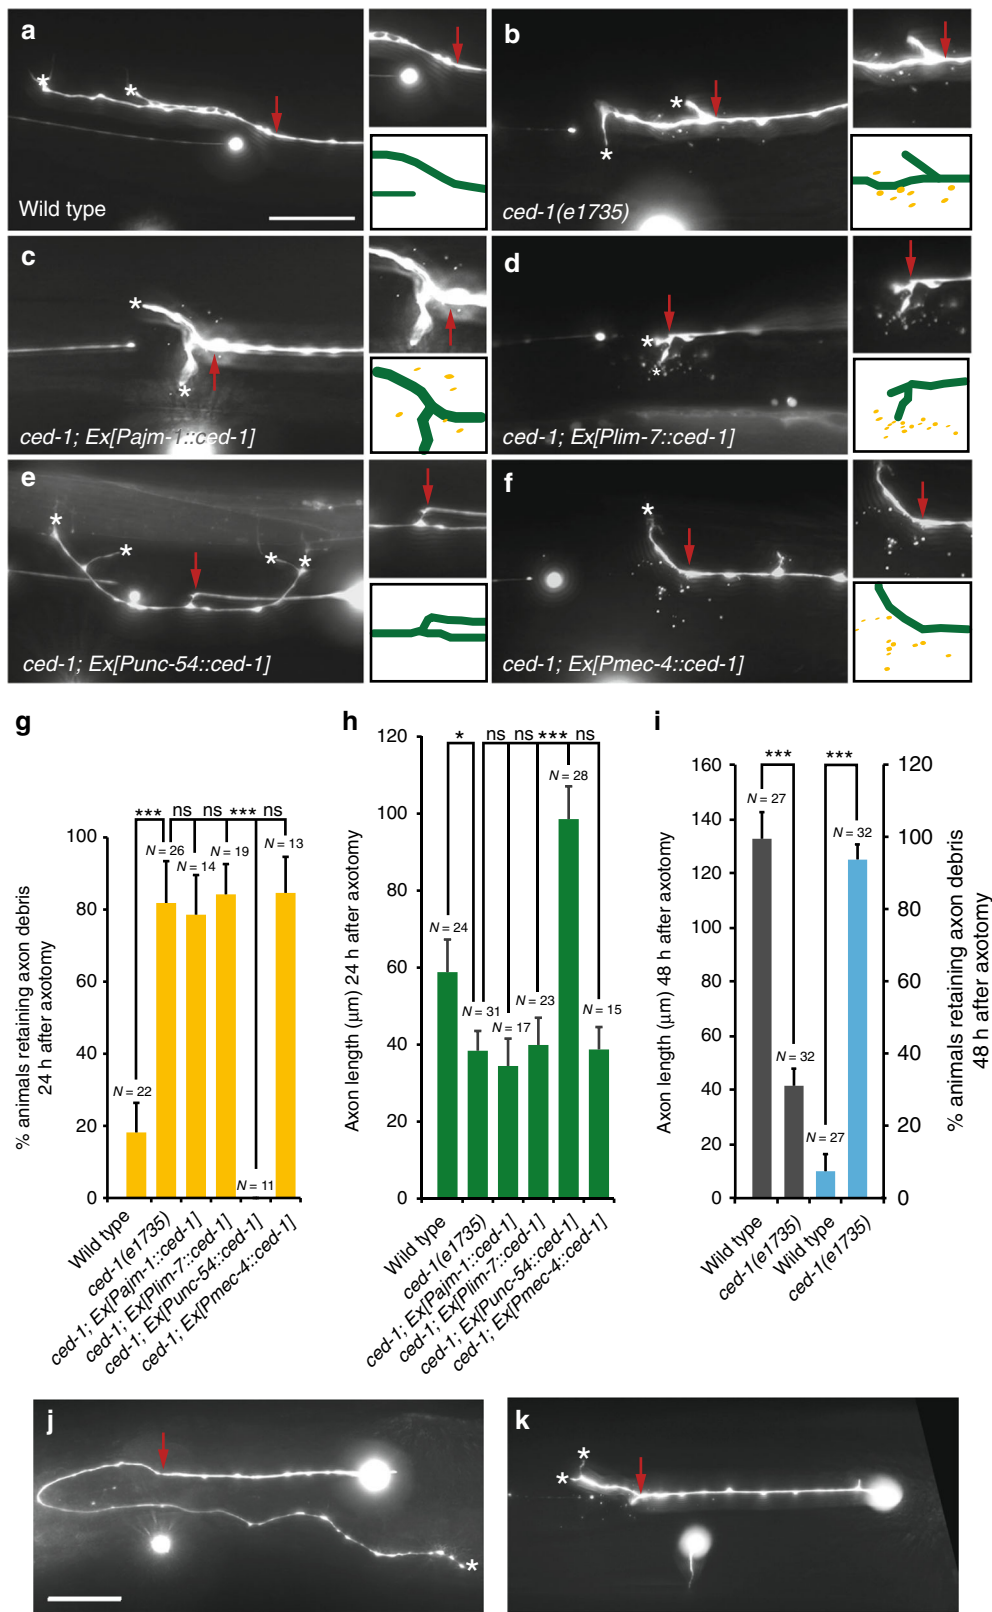 a
*
*
Wild type
b
*
*
ced-1(e1735)
c
*
*
ced-1; Ex[Pajm-1::ced-1]
d
*
*
ced-1; Ex[Plim-7::ced-1]
e
*
*
*
*
ced-1; Ex[Punc-54::ced-1]
f
*
ced-1; Ex[Pmec-4::ced-1]
g
% animals retaining axon debris
24 h after axotomy
100
80
60
40
20
0
***
ns
ns
***
ns
N = 22
N = 26
N = 14
N = 19
N = 11
N = 13
Wild type
ced-1(e1735)
ced-1; Ex[Pajm-1::ced-1]
ced-1; Ex[Plim-7::ced-1]
ced-1; Ex[Punc-54::ced-1]
ced-1; Ex[Pmec-4::ced-1]
h
Axon length (μm) 24 h after axotomy
120
100
80
60
40
20
0
*
ns
ns
***
ns
N = 24
N = 31
N = 17
N = 23
N = 28
N = 15
Wild type
ced-1(e1735)
ced-1; Ex[Pajm-1::ced-1]
ced-1; Ex[Plim-7::ced-1]
ced-1; Ex[Punc-54::ced-1]
ced-1; Ex[Pmec-4::ced-1]
i
Axon length (μm) 48 h after axotomy
160
140
120
100
80
60
40
20
0
***
***
N = 27
N = 32
N = 27
N = 32
120
100
80
60
40
20
0
% animals retaining axon debris
48 h after axotomy
Wild type
ced-1(e1735)
Wild type
ced-1(e1735)
j
*
k
*
*